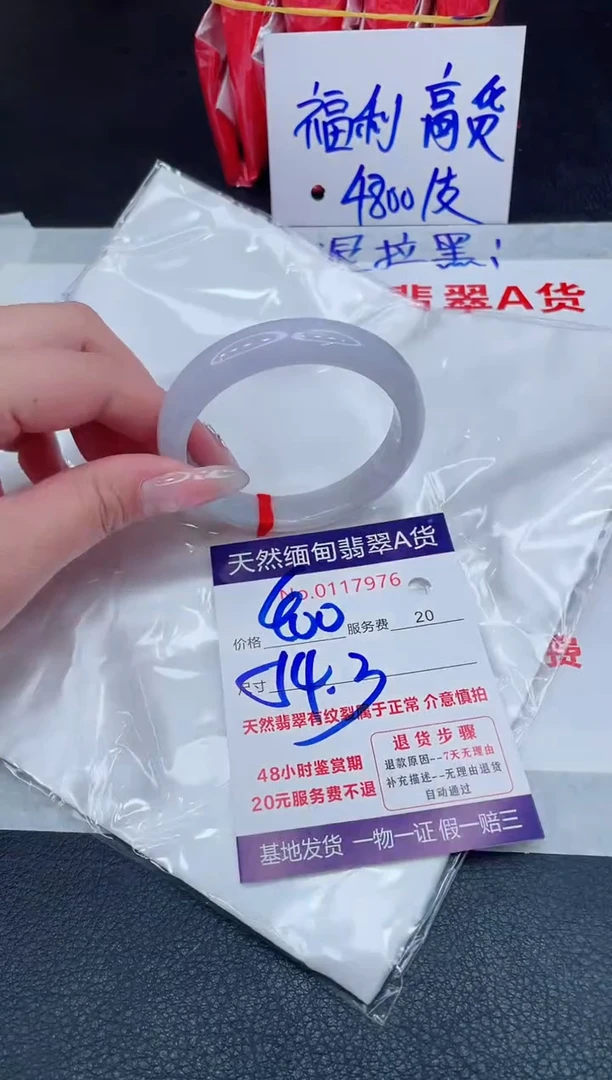 福利 高货
4800/支
退拉黑!
翡翠A货
天然缅甸翡翠A货
No.0117976
价格
服务费 20
尺寸 54.3
天然翡翠有纹裂属于正常 介意慎拍
48小时鉴赏期
20元服务费不退
退货步骤
退款原因--7天无理由
补充描述--无理由退货
自动通过
基地发货 一物一证 假一赔三
费